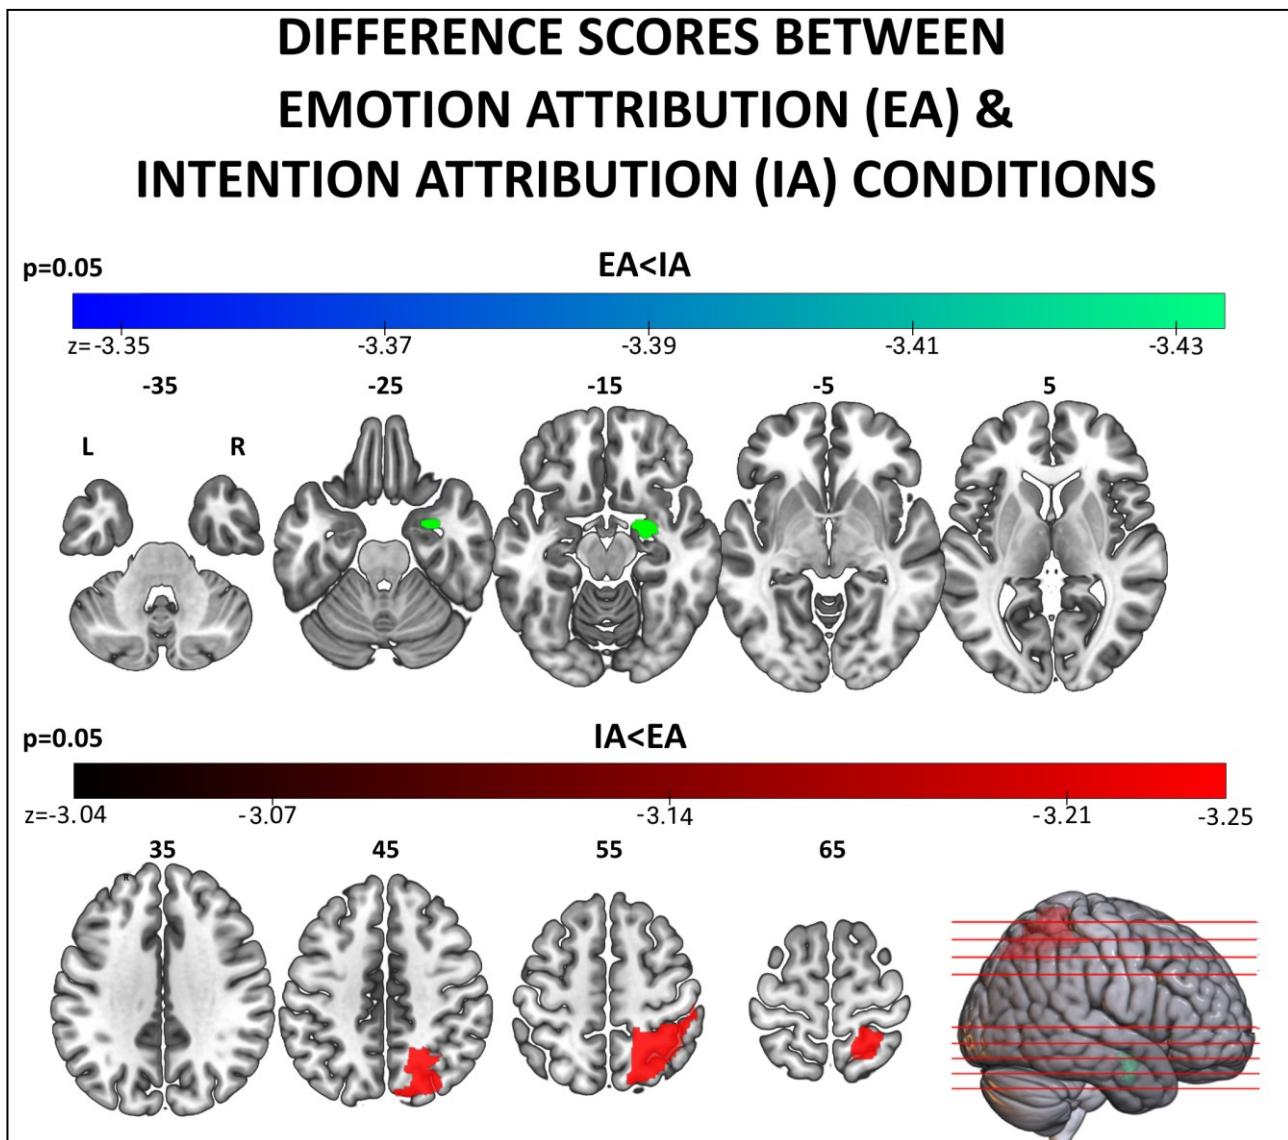 DIFFERENCE SCORES BETWEEN
EMOTION ATTRIBUTION (EA) &
INTENTION ATTRIBUTION (IA) CONDITIONS
p=0.05 EA<IA
z=-3.35 -3.37 -3.39 -3.41 -3.43
-35 -25 -15 -5 5
L R
p=0.05 IA<EA
z=-3.04 -3.07 -3.14 -3.21 -3.25
35 45 55 65
R